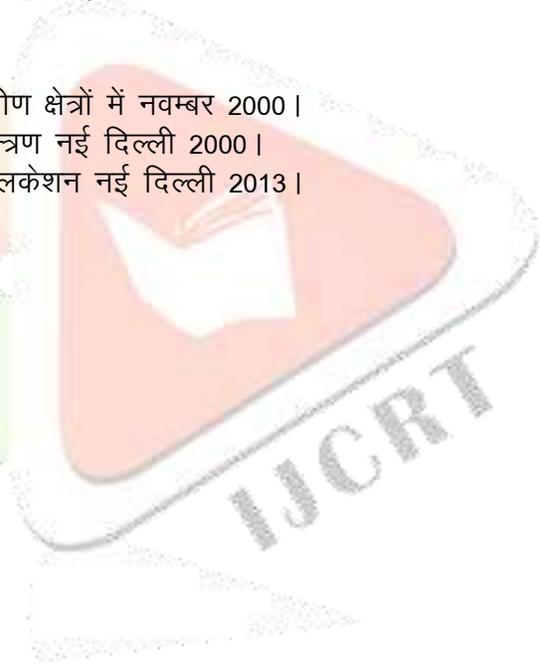 ीण क्षेत्रों में नवम्बर 2000 |
न्त्रण नई दिल्ली 2000 |
लकेशन नई दिल्ली 2013 |
IJCRT